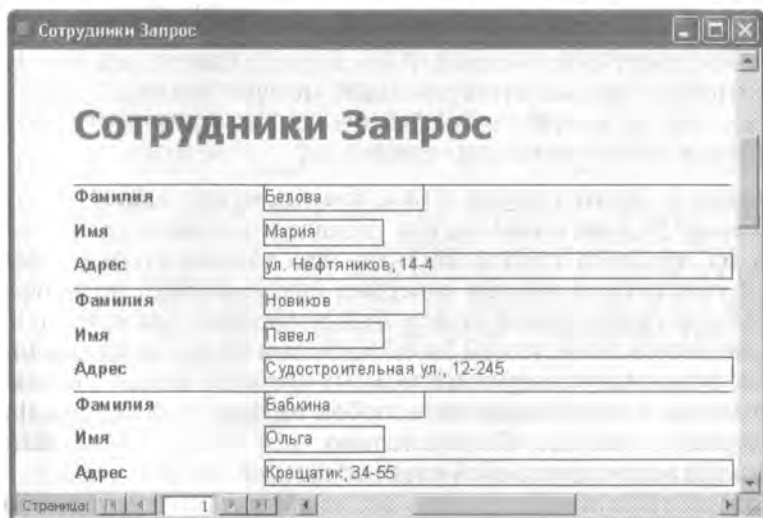 Сотрудники Запрос
Сотрудники Запрос
Фамилия Белова
Имя Мария
Адрес ул. Нефтяников, 14-4
Фамилия Новиков
Имя Павел
Адрес Судостроительная ул., 12-245
Фамилия Бабкина
Имя Ольга
Адрес Крещатик, 34-55
Страница: 1